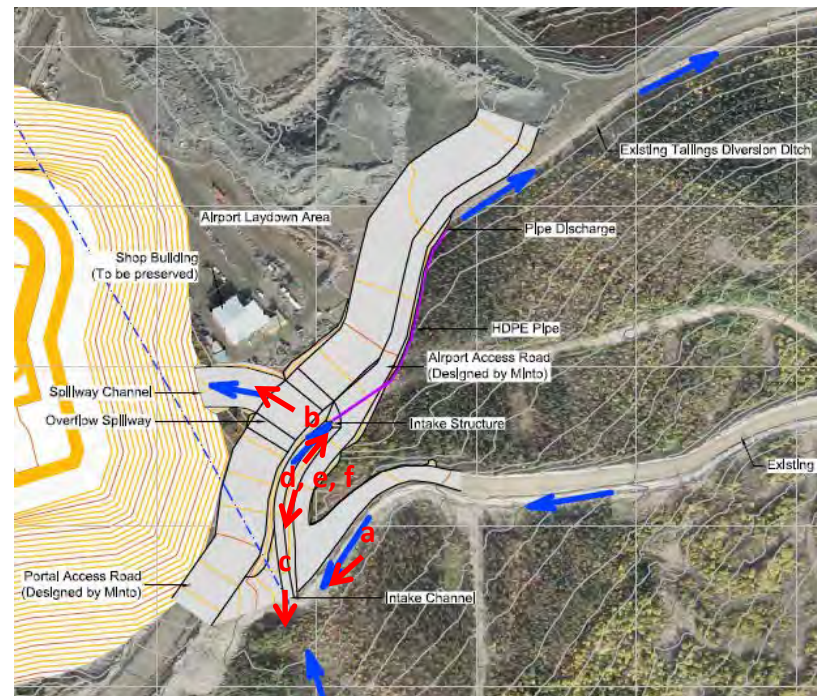 Existing Tailings Diversion Ditch
Airport Laydown Area
Pipe Discharge
Shop Building
(To be preserved)
HDPE Pipe
Airport Access Road
(Designed by Minto)
Spillway Channel
b
Intake Structure
Overflow Spillway
Existing
d, e, f
a
c
Portal Access Road
(Designed by Minto)
Intake Channel